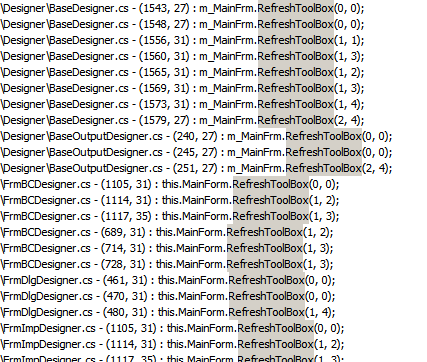 \Designer\BaseDesigner.cs - (1543, 27) : m_MainFrm.RefreshToolBox(0, 0);
\Designer\BaseDesigner.cs - (1548, 27) : m_MainFrm.RefreshToolBox(0, 0);
\Designer\BaseDesigner.cs - (1556, 31) : m_MainFrm.RefreshToolBox(1, 1);
\Designer\BaseDesigner.cs - (1560, 31) : m_MainFrm.RefreshToolBox(1, 3);
\Designer\BaseDesigner.cs - (1565, 31) : m_MainFrm.RefreshToolBox(1, 2);
\Designer\BaseDesigner.cs - (1569, 31) : m_MainFrm.RefreshToolBox(1, 3);
\Designer\BaseDesigner.cs - (1573, 31) : m_MainFrm.RefreshToolBox(1, 4);
\Designer\BaseDesigner.cs - (1579, 27) : m_MainFrm.RefreshToolBox(2, 4);
\Designer\BaseOutputDesigner.cs - (240, 27) : m_MainFrm.RefreshToolBox(0, 0);
\Designer\BaseOutputDesigner.cs - (245, 27) : m_MainFrm.RefreshToolBox(0, 0);
\Designer\BaseOutputDesigner.cs - (251, 27) : m_MainFrm.RefreshToolBox(2, 4);
\FrmBCDesigner.cs - (1105, 31) : this.MainForm.RefreshToolBox(0, 0);
\FrmBCDesigner.cs - (1114, 31) : this.MainForm.RefreshToolBox(1, 2);
\FrmBCDesigner.cs - (1117, 35) : this.MainForm.RefreshToolBox(1, 3);
\FrmBCDesigner.cs - (689, 31) : this.MainForm.RefreshToolBox(1, 2);
\FrmBCDesigner.cs - (714, 31) : this.MainForm.RefreshToolBox(1, 3);
\FrmBCDesigner.cs - (728, 31) : this.MainForm.RefreshToolBox(1, 3);
\FrmDlgDesigner.cs - (461, 31) : this.MainForm.RefreshToolBox(0, 0);
\FrmDlgDesigner.cs - (470, 31) : this.MainForm.RefreshToolBox(0, 0);
\FrmDlgDesigner.cs - (480, 31) : this.MainForm.RefreshToolBox(1, 4);
\FrmImpDesigner.cs - (1105, 31) : this.MainForm.RefreshToolBox(0, 0);
\FrmImpDesigner.cs - (1114, 31) : this.MainForm.RefreshToolBox(1, 2);
\FrmImpDesigner.cs - (1117, 35) : this.MainForm.RefreshToolBox(1, 3);